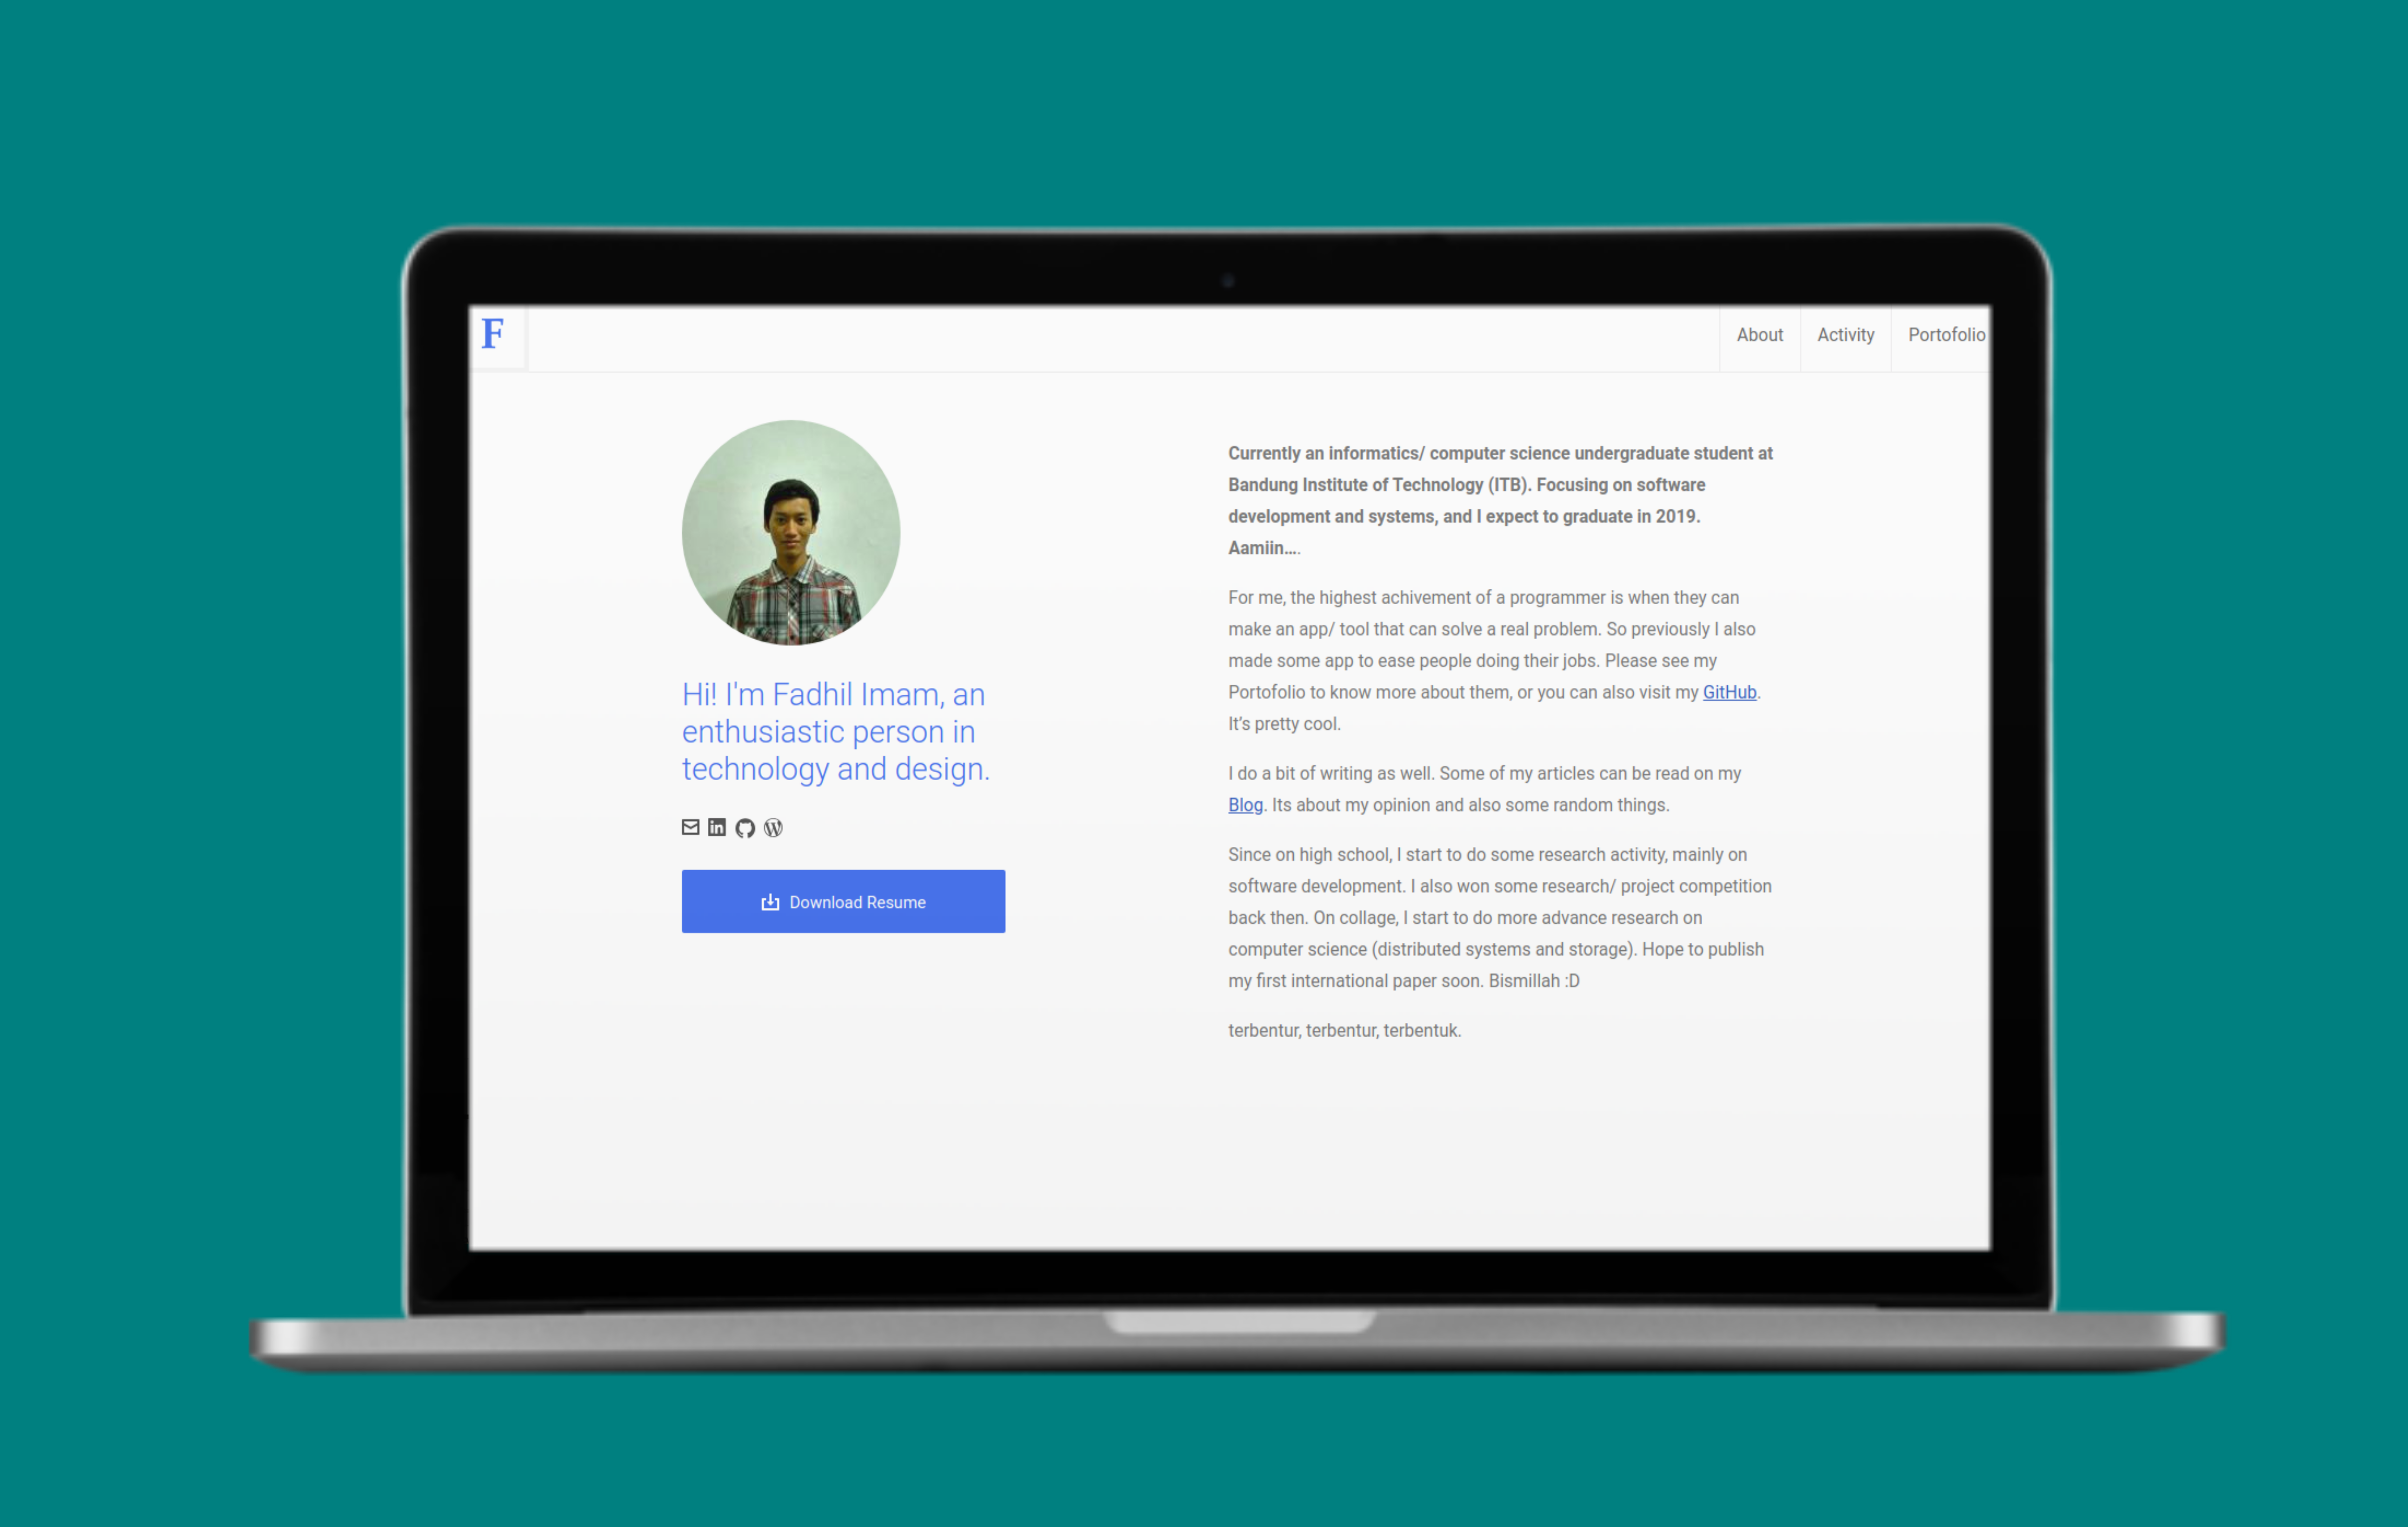 F
About Activity Portofolio
Hi! I'm Fadhil Imam, an
enthusiastic person in
technology and design.
Download Resume
Currently an informatics/ computer science undergraduate student at
Bandung Institute of Technology (ITB). Focusing on software
development and systems, and I expect to graduate in 2019.
Aamiin....
For me, the highest achivement of a programmer is when they can
make an app/ tool that can solve a real problem. So previously I also
made some app to ease people doing their jobs. Please see my
Portofolio to know more about them, or you can also visit my GitHub.
It's pretty cool.
I do a bit of writing as well. Some of my articles can be read on my
Blog. Its about my opinion and also some random things.
Since on high school, I start to do some research activity, mainly on
software development. I also won some research/ project competition
back then. On collage, I start to do more advance research on
computer science (distributed systems and storage). Hope to publish
my first international paper soon. Bismillah :D
terbentur, terbentur, terbentuk.